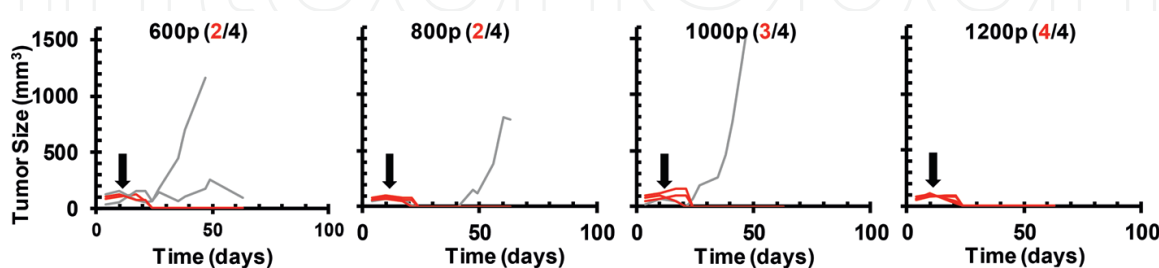 600p (2/4)
800p (2/4)
1000p (3/4)
1200p (4/4)
Tumor Size (mm³)
1500
1000
500
0
0 50 100
0 50 100
0 50 100
0 50 100
Time (days)
Time (days)
Time (days)
Time (days)